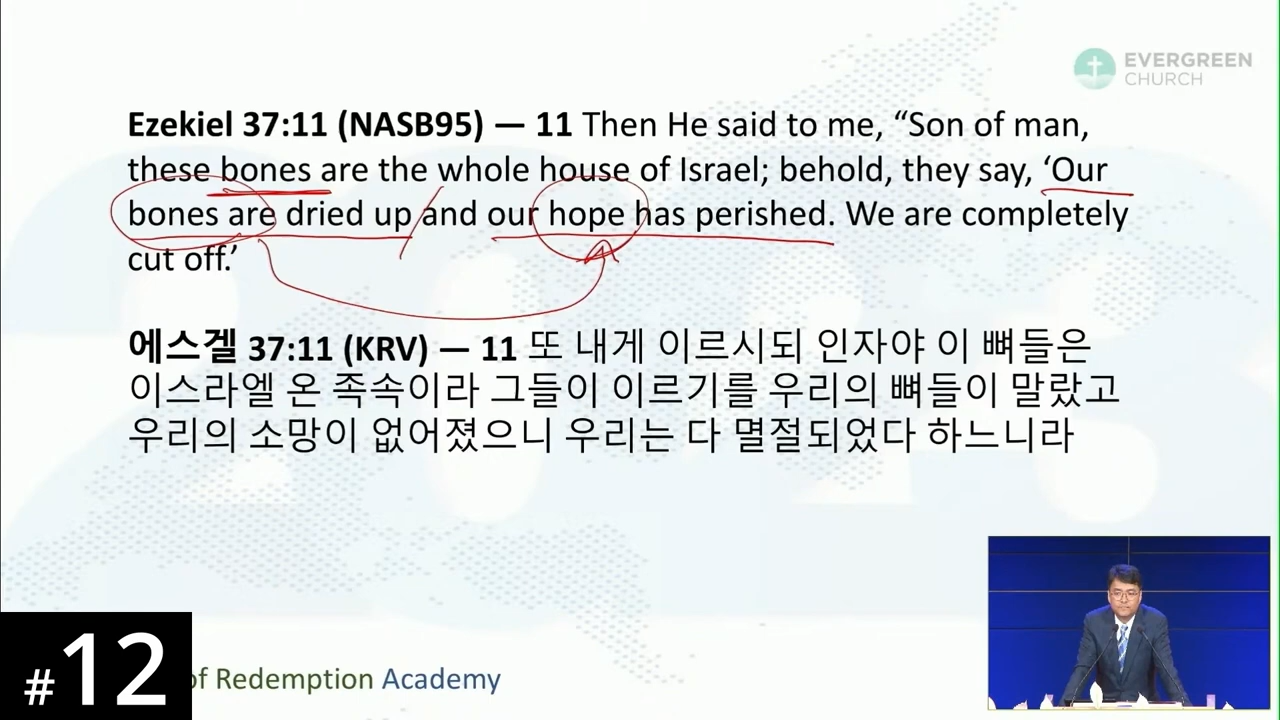 EVERGREEN
CHURCH
Ezekiel 37:11 (NASB95) — 11 Then He said to me, “Son of man,
these bones are the whole house of Israel; behold, they say, ‘Our
bones are dried up and our hope has perished. We are completely
cut off.’
에스겔 37:11 (KRV) — 11 또 내게 이르시되 인자야 이 뼈들은
이스라엘 온 족속이라 그들이 이르기를 우리의 뼈들이 말랐고
우리의 소망이 없어졌으니 우리는 다 멸절되었다 하느니라
#12
of Redemption Academy